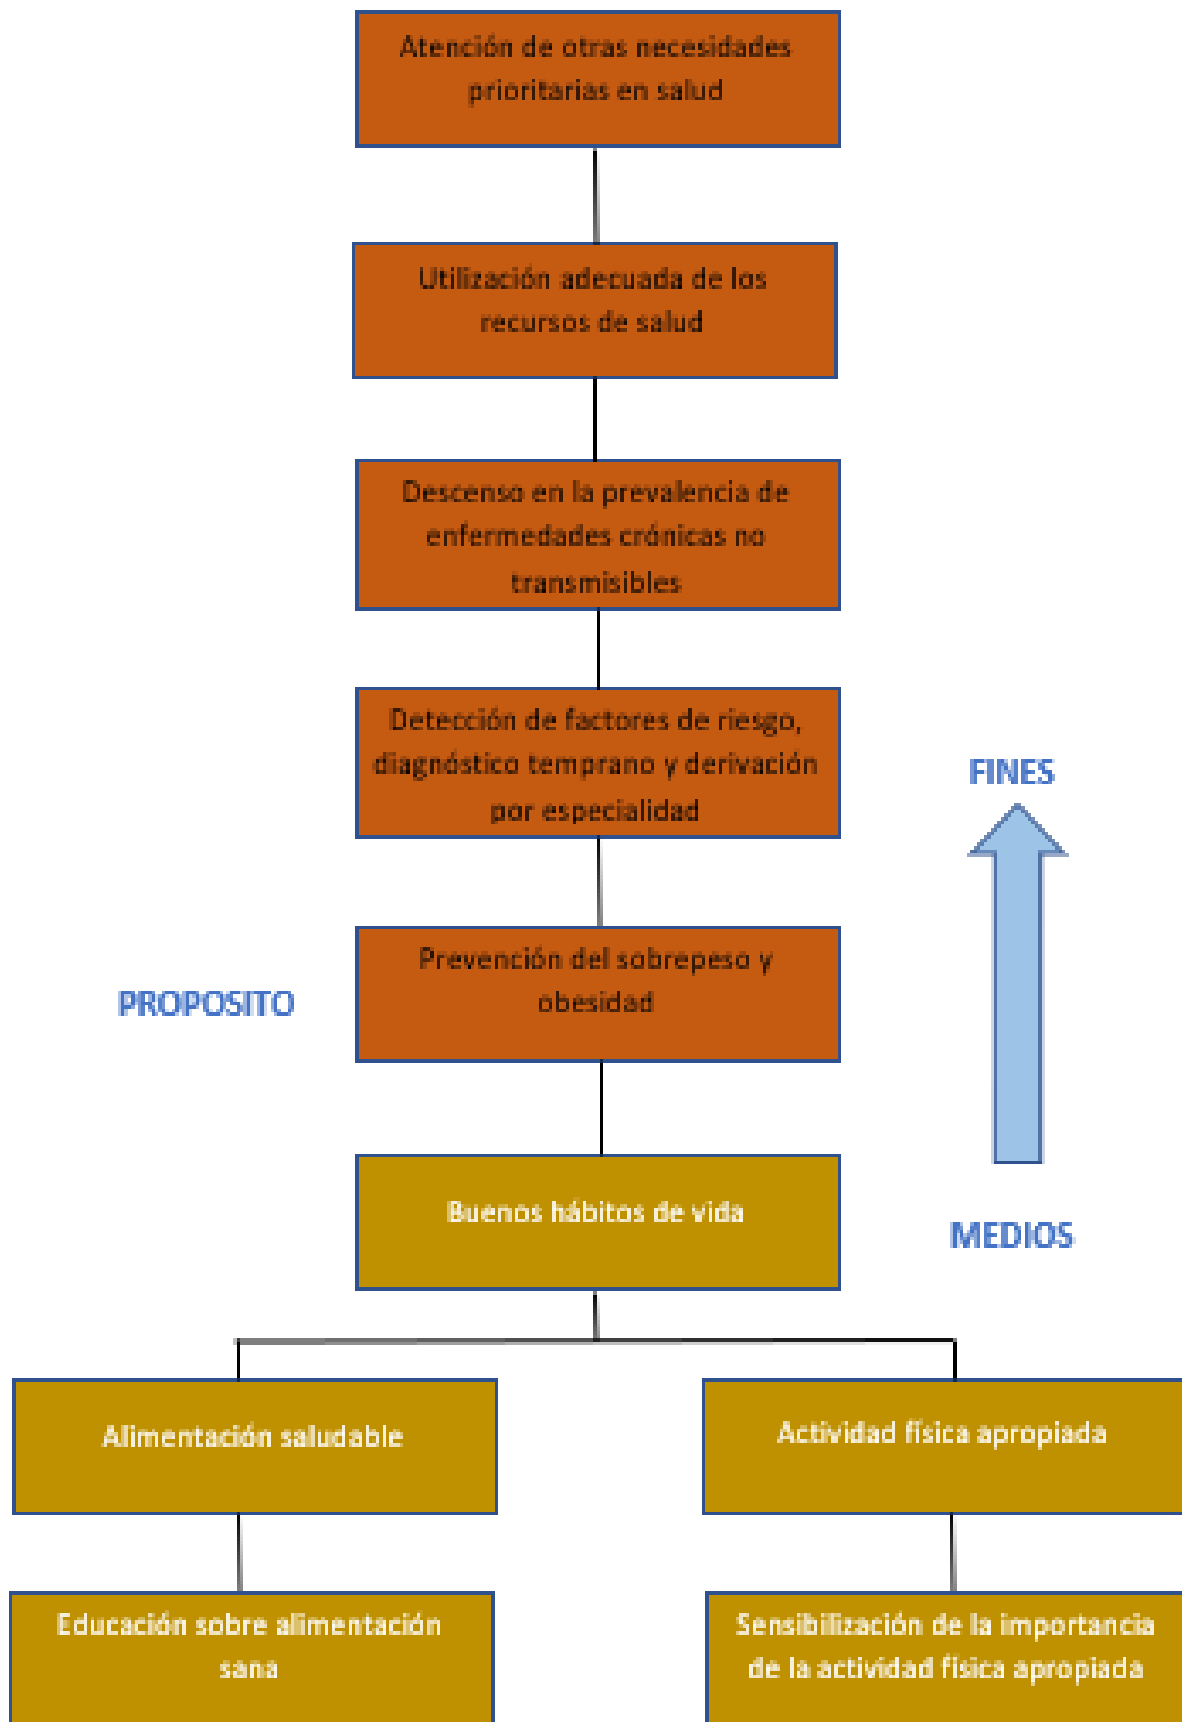 Atención de otras necesidades
prioritarias en salud
Utilización adecuada de los
recursos de salud
Descenso en la prevalencia de
enfermedades crónicas no
transmisibles
Detección de factores de riesgo,
diagnóstico temprano y derivación
por especialidad
FINES
Prevención del sobrepeso y
obesidad
PROPOSITO
Buenos hábitos de vida
MEDIOS
Alimentación saludable
Actividad física apropiada
Educación sobre alimentación
sana
Sensibilización de la importancia
de la actividad física apropiada